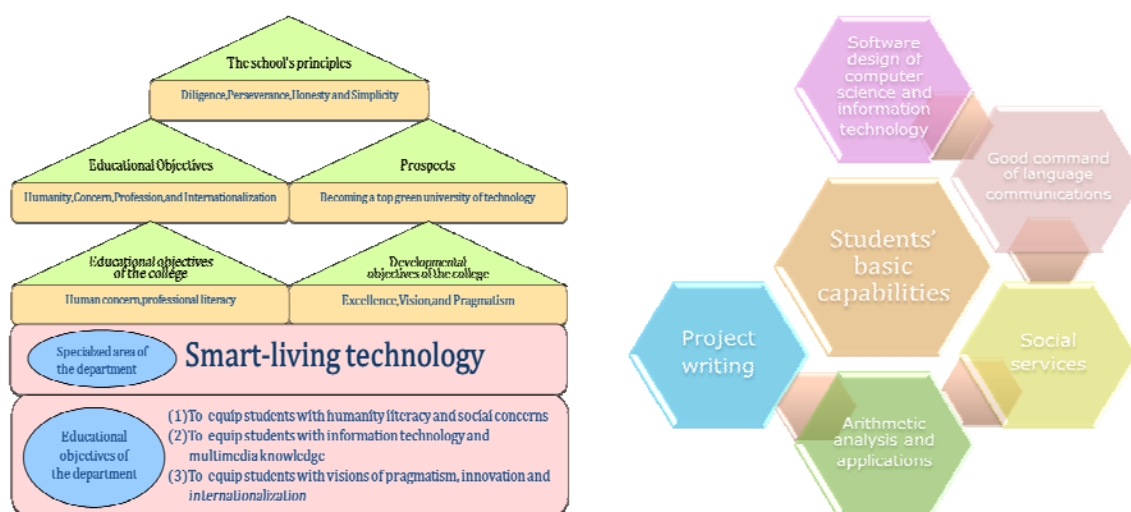 The school's principles
Diligence,Perseverance,Honesty and Simplicity
Educational Objectives
Humanity,Concern,Profession,and Internationalization
Prospects
Becoming a top green university of technology
Educational objectives
of the college
Human concern,professional literacy
Developmental
objectives of the college
Excellence,Vision,and Pragmatism
Specialized area of
the department
Smart-living technology
Educational
objectives of
the department
(1)To equip students with humanity literacy and social concerns
(2)To equip students with information technology and
multimedia knowledge
(3)To equip students with visions of pragmatism, innovation and
internationalization
Software
design of
computer
science and
information
technology
Good command
of language
communications
Students'
basic
capabilities
Project
writing
Social
services
Arithmetic
analysis and
applications